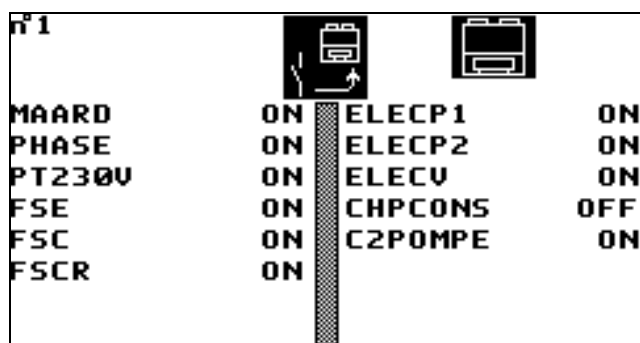 n°1
MAARD ON ELECP1 ON
PHASE ON ELECP2 ON
PT230V ON ELECV ON
FSE ON CHPCONS OFF
FSC ON C2POMPE ON
FSCR ON